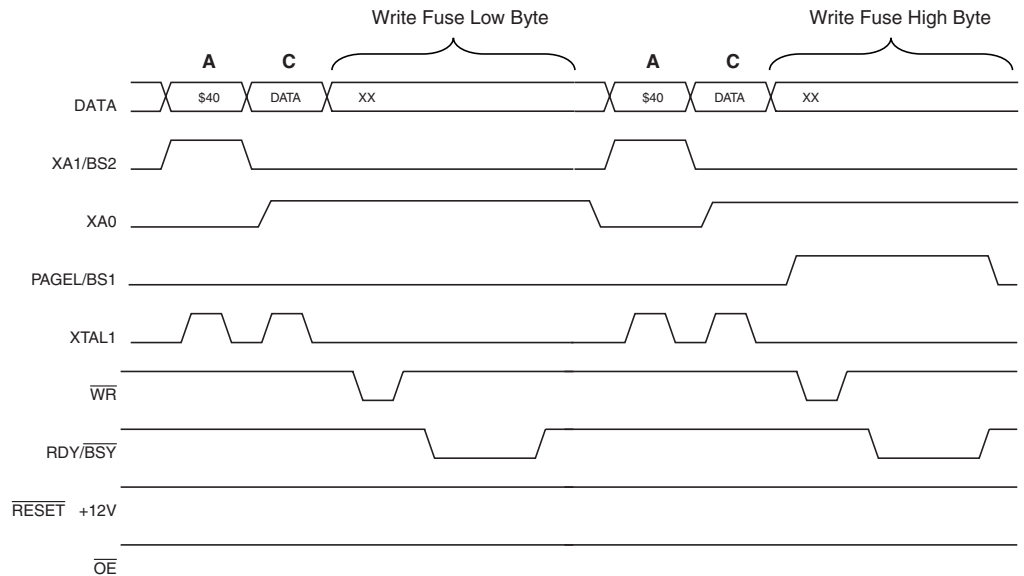 Write Fuse Low Byte Write Fuse High Byte
A C A C
DATA $40 DATA XX $40 DATA XX
XA1/BS2
XA0
PAGEL/BS1
XTAL1
WR
RDY/BSY
RESET +12V
OE